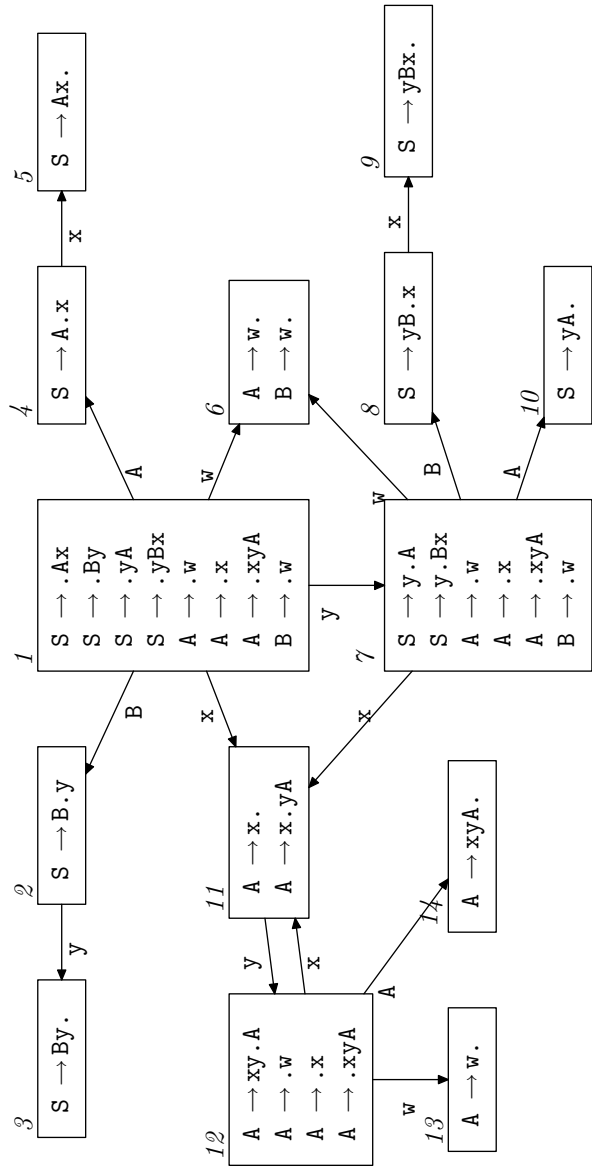 3
S → By.
y
2
S → B.y
B
1
S → .Ax
S → .By
S → .yA
S → .yBx
A → .w
A → .x
A → .xyA
B → .w
A
4
S → A.x
x
5
S → Ax.
12
A → xy.A
A → .w
A → .x
A → .xyA
y
x
11
A → x.
A → x.yA
x
w
6
A → w.
B → w.
y
w
A
13
A → w.
14
A → xyA.
x
7
S → y.A
S → y.Bx
A → .w
A → .x
A → .xyA
B → .w
w
B
8
S → yB.x
x
9
S → yBx.
A
10
S → yA.